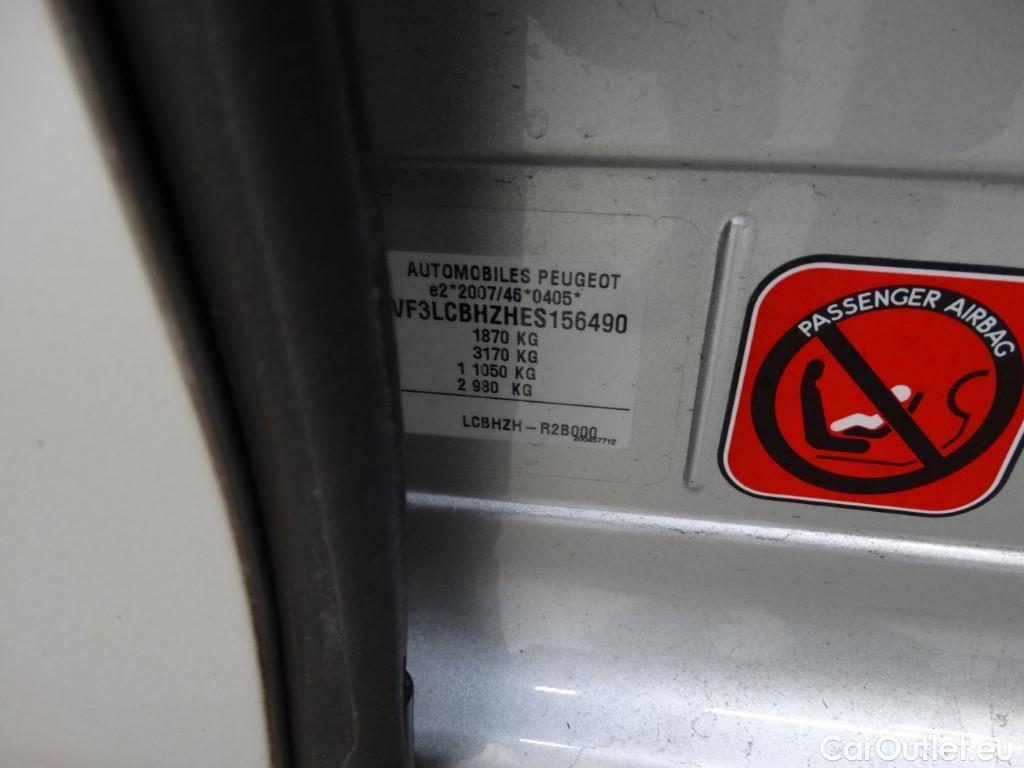 AUTOMOBILES PEUGEOT
e2*2007/46*0405*
VF3LCBHZHES156490
1870 KG
3170 KG
1 1050 KG
2 980 KG
LCBHZH-R2B000
200457712
PASSENGER AIRBAG
CarOutlet.eu